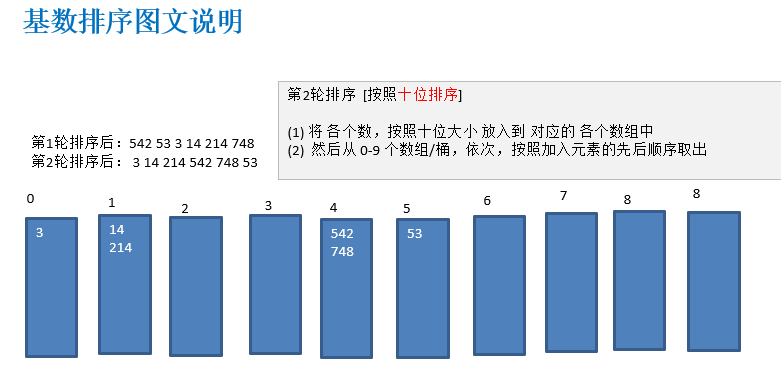 基数排序图文说明
第2轮排序 [按照十位排序]
(1) 将 各个数，按照十位大小 放入到 对应的 各个数组中
(2) 然后从 0-9 个数组/桶，依次，按照加入元素的先后顺序取出
第1轮排序后：542 53 3 14 214 748
第2轮排序后： 3 14 214 542 748 53
0 1 2 3 4 5 6 7 8 8
3 14 542 53
214 748